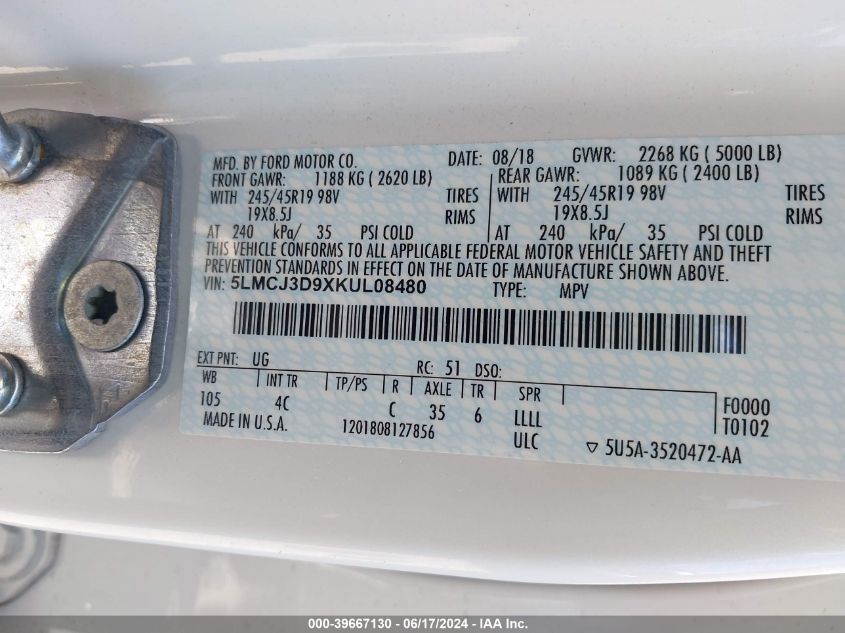 MFD. BY FORD MOTOR CO. DATE: 08/18 GVWR: 2268 KG ( 5000 LB)
FRONT GAWR: 1188 KG ( 2620 LB) REAR GAWR: 1089 KG ( 2400 LB)
WITH 245/45R19 98V TIRES WITH 245/45R19 98V TIRES
19X8.5J RIMS 19X8.5J RIMS
AT 240 kPa/ 35 PSI COLD AT 240 kPa/ 35 PSI COLD
THIS VEHICLE CONFORMS TO ALL APPLICABLE FEDERAL MOTOR VEHICLE SAFETY AND THEFT
PREVENTION STANDARDS IN EFFECT ON THE DATE OF MANUFACTURE SHOWN ABOVE.
VIN: 5LMCJ3D9XKUL08480 TYPE: MPV
EXT PNT: UG RC: 51 DSO:
WB INT TR TP/PS R AXLE TR SPR F0000
105 4C C 35 6 LLLL T0102
MADE IN U.S.A. 1201808127856 ULC ▽ 5U5A-3520472-AA
000-39667130 - 06/17/2024 - IAA Inc.